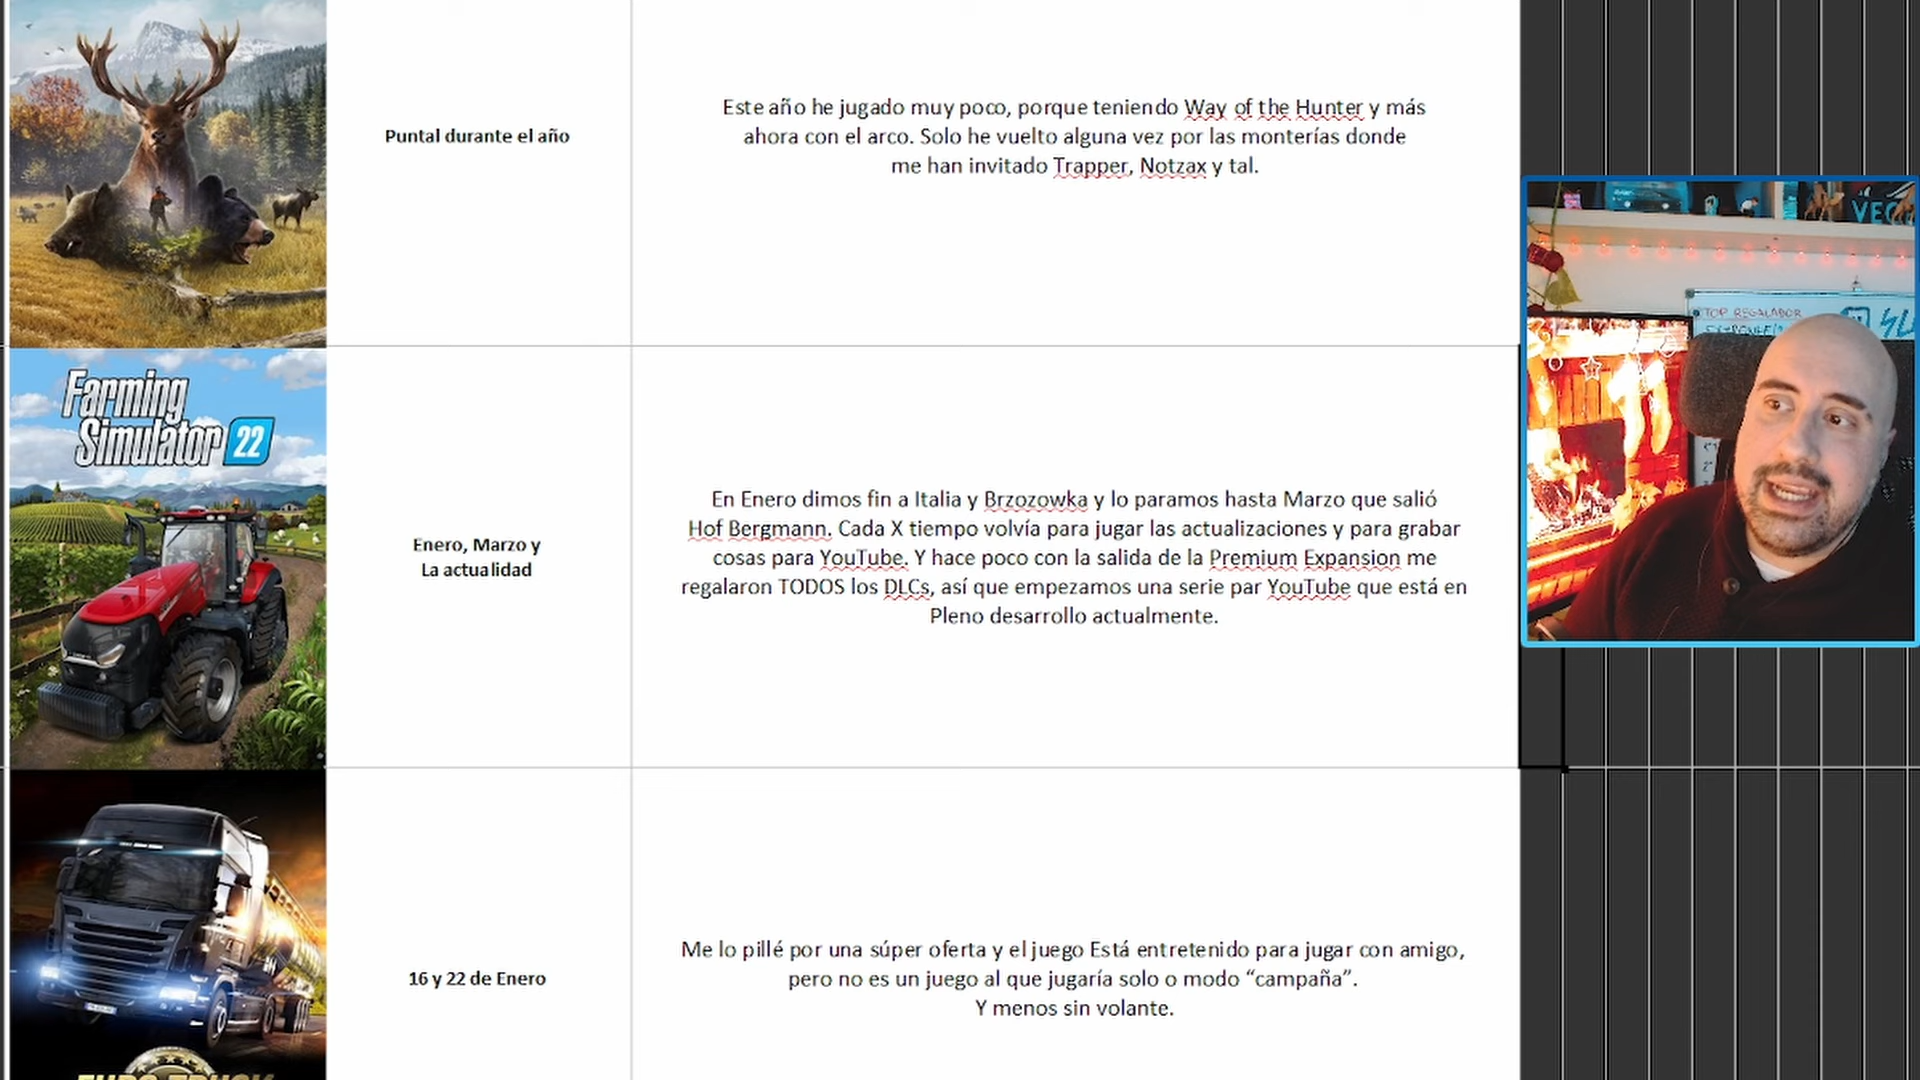 Puntal durante el año
Este año he jugado muy poco, porque teniendo Way of the Hunter y más
ahora con el arco. Solo he vuelto alguna vez por las monterías donde
me han invitado Trapper, Notzax y tal.
TOP REGALADOR
Farming
Simulator 22
Enero, Marzo y
La actualidad
En Enero dimos fin a Italia y Brzozowka y lo paramos hasta Marzo que salió
Hof Bergmann. Cada X tiempo volvía para jugar las actualizaciones y para grabar
cosas para YouTube. Y hace poco con la salida de la Premium Expansion me
regalaron TODOS los DLCs, así que empezamos una serie par YouTube que está en
Pleno desarrollo actualmente.
16 y 22 de Enero
Me lo pillé por una súper oferta y el juego Está entretenido para jugar con amigo,
pero no es un juego al que jugaría solo o modo “campaña”.
Y menos sin volante.
EURO TRUCK